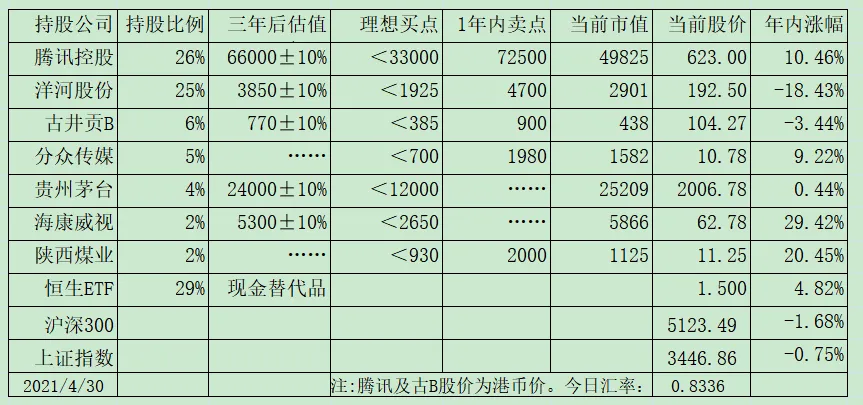 持股公司 持股比例 三年后估值 理想买点 1年内卖点 当前市值 当前股价 年内涨幅
腾讯控股 26% 66000±10% ＜33000 72500 49825 623.00 10.46%
洋河股份 25% 3850±10% ＜1925 4700 2901 192.50 -18.43%
古井贡B 6% 770±10% ＜385 900 438 104.27 -3.44%
分众传媒 5% …… ＜700 1980 1582 10.78 9.22%
贵州茅台 4% 24000±10% ＜12000 …… 25209 2006.78 0.44%
海康威视 2% 5300±10% ＜2650 …… 5866 62.78 29.42%
陕西煤业 2% …… ＜930 2000 1125 11.25 20.45%
恒生ETF 29% 现金替代品 1.500 4.82%
沪深300 5123.49 -1.68%
上证指数 3446.86 -0.75%
2021/4/30 注:腾讯及古B股价为港币价。今日汇率： 0.8336